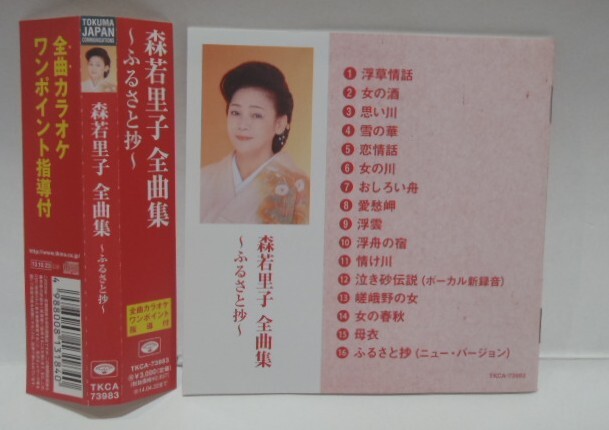 TOKUMA
JAPAN
COMMUNICATIONS
全曲カラオケ
ワンポイント指導付
森若里子 全曲集
～ふるさと抄～
http://www.tkma.co.jp/
4988008131240
TKCA
73983
森若里子 全曲集
～ふるさと抄～
全曲カラオケ
ワンポイント
指導付
TKCA-73983
森若里子 全曲集
～ふるさと抄～
1 浮草情話
2 女の酒
3 思い川
4 雪の華
5 恋情話
6 女の川
7 おしろい舟
8 愛愁岬
9 浮雲
10 浮舟の宿
11 情け川
12 泣き砂伝説 (ボーカル新録音)
13 嵯峨野の女
14 女の春秋
15 母衣
16 ふるさと抄 (ニュー・バージョン)
TKCA-73983